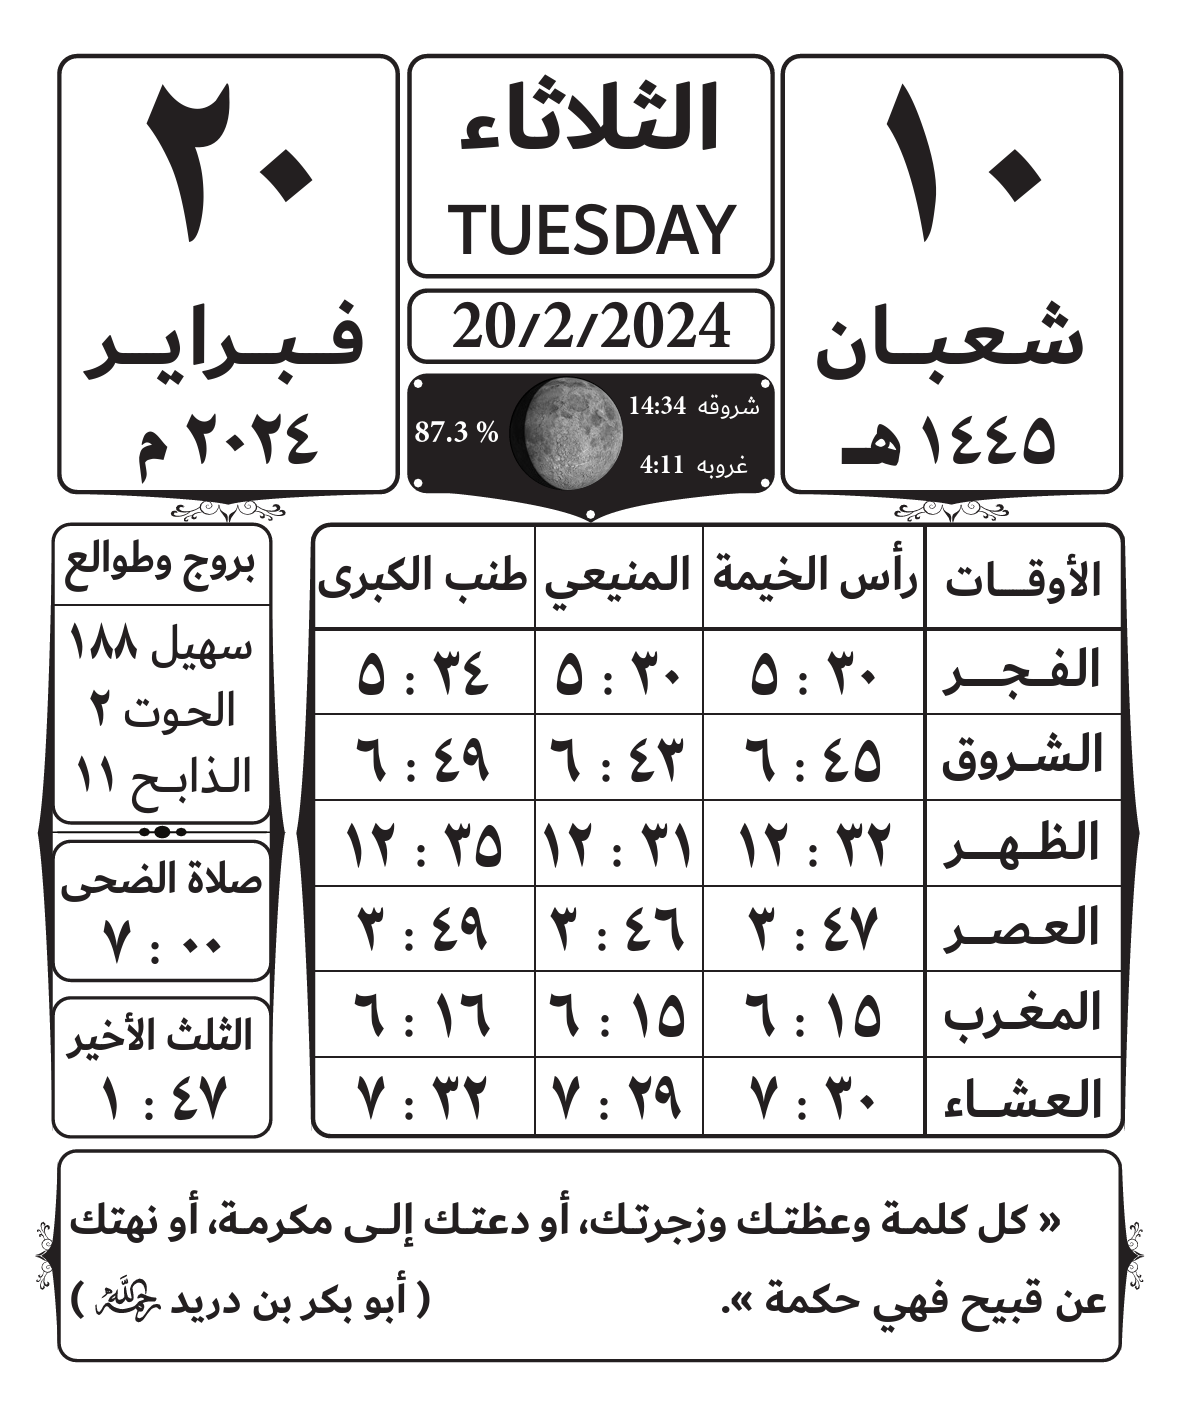 ١٠
شعبان
١٤٤٥ هـ
الثلاثاء
TUESDAY
20/2/2024
شروقه 14:34
87.3 %
غروبه 4:11
٢٠
فبراير
٢٠٢٤ م
الأوقات رأس الخيمة المنيعي طنب الكبرى
الفجر ٥ : ٣٠ ٥ : ٣٠ ٥ : ٣٤
الشروق ٦ : ٤٥ ٦ : ٤٣ ٦ : ٤٩
الظهر ١٢ : ٣٢ ١٢ : ٣١ ١٢ : ٣٥
العصر ٣ : ٤٧ ٣ : ٤٦ ٣ : ٤٩
المغرب ٦ : ١٥ ٦ : ١٥ ٦ : ١٦
العشاء ٧ : ٣٠ ٧ : ٢٩ ٧ : ٣٢
بروج وطوالع
سهيل ١٨٨
الحوت ٢
الذابح ١١
صلاة الضحى
٧ : ٠٠
الثلث الأخير
١ : ٤٧
« كل كلمة وعظتك وزجرتك، أو دعتك إلى مكرمة، أو نهتك
عن قبيح فهي حكمة ». ( أبو بكر بن دريد رحمه الله )